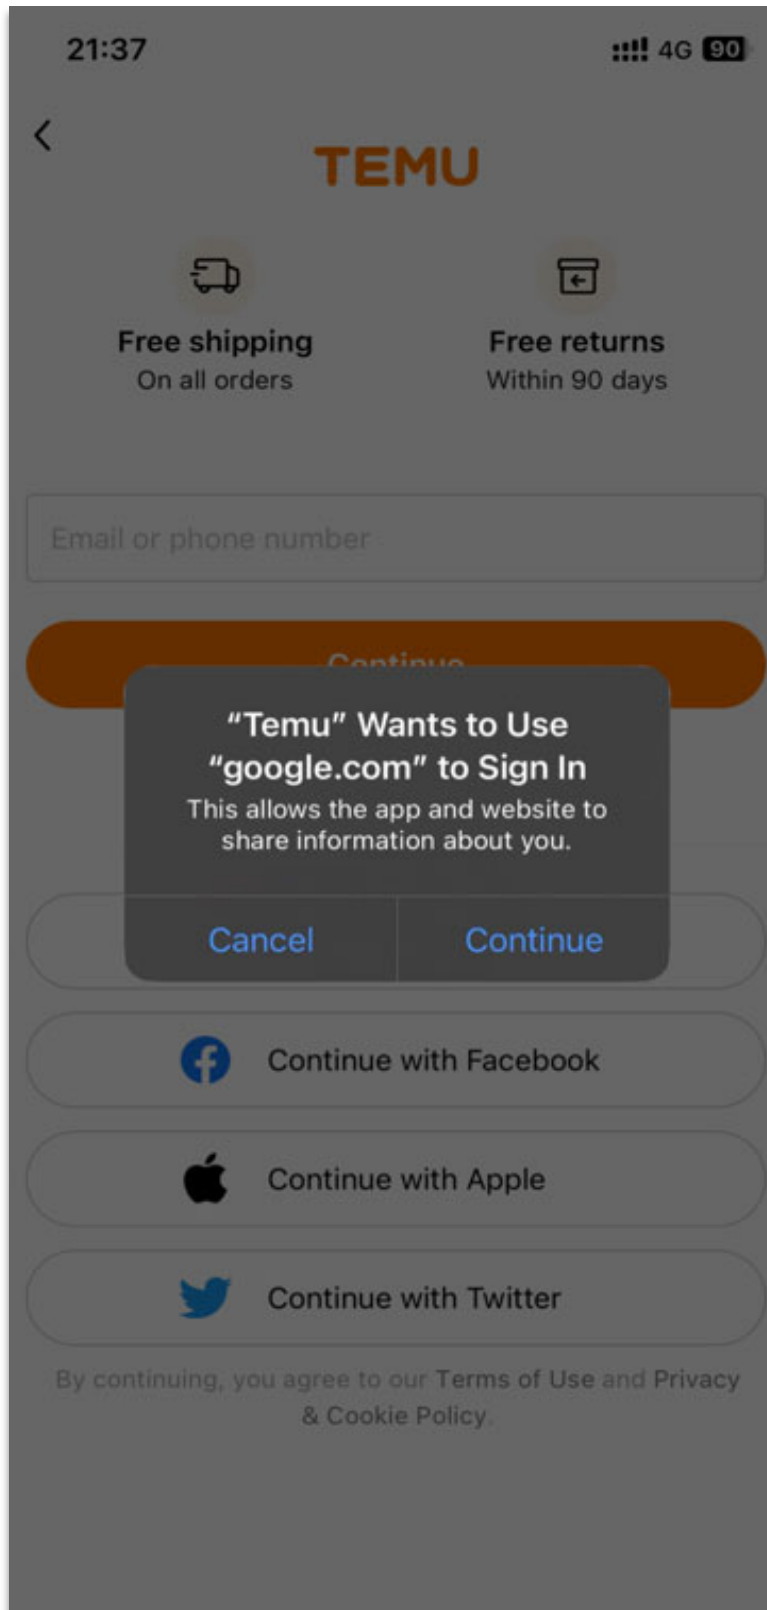 21:37 4G 90
TEMU
Free shipping Free returns
On all orders Within 90 days
Email or phone number
Continue
“Temu” Wants to Use
“google.com” to Sign In
This allows the app and website to
share information about you.
Cancel Continue
Continue with Facebook
Continue with Apple
Continue with Twitter
By continuing, you agree to our Terms of Use and Privacy
& Cookie Policy.